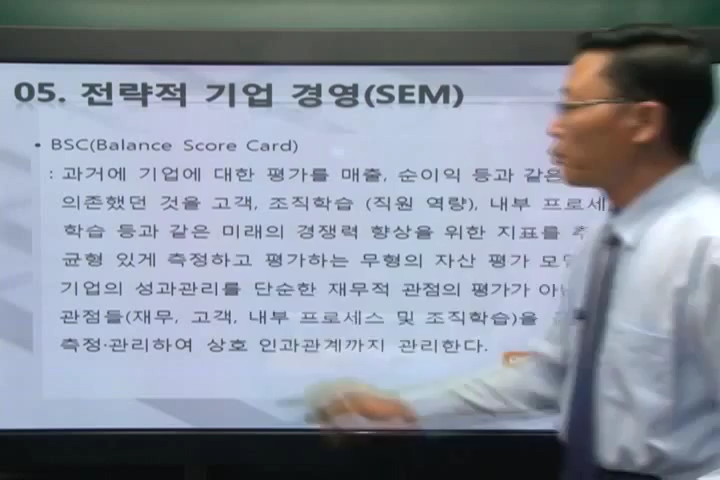 05. 전략적 기업 경영(SEM)
• BSC(Balance Score Card)
: 과거에 기업에 대한 평가를 매출, 순이익 등과 같은
의존했던 것을 고객, 조직학습 (직원 역량), 내부 프로세
학습 등과 같은 미래의 경쟁력 향상을 위한 지표를
균형 있게 측정하고 평가하는 무형의 자산 평가
기업의 성과관리를 단순한 재무적 관점의 평가가
관점들(재무, 고객, 내부 프로세스 및 조직학습)을
측정·관리하여 상호 인과관계까지 관리한다.